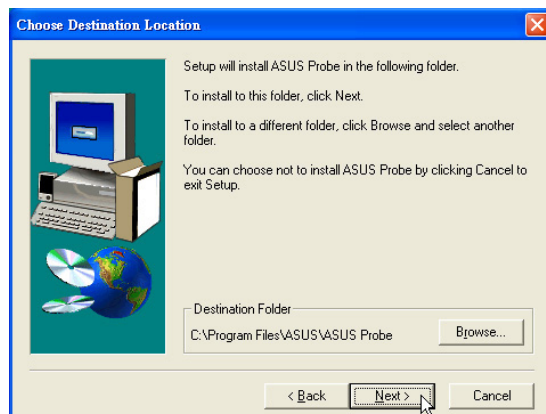 Choose Destination Location
Setup will install ASUS Probe in the following folder.
To install to this folder, click Next.
To install to a different folder, click Browse and select another
folder.
You can choose not to install ASUS Probe by clicking Cancel to
exit Setup.
Destination Folder
C:\Program Files\ASUS\ASUS Probe
Browse...
< Back
Next >
Cancel